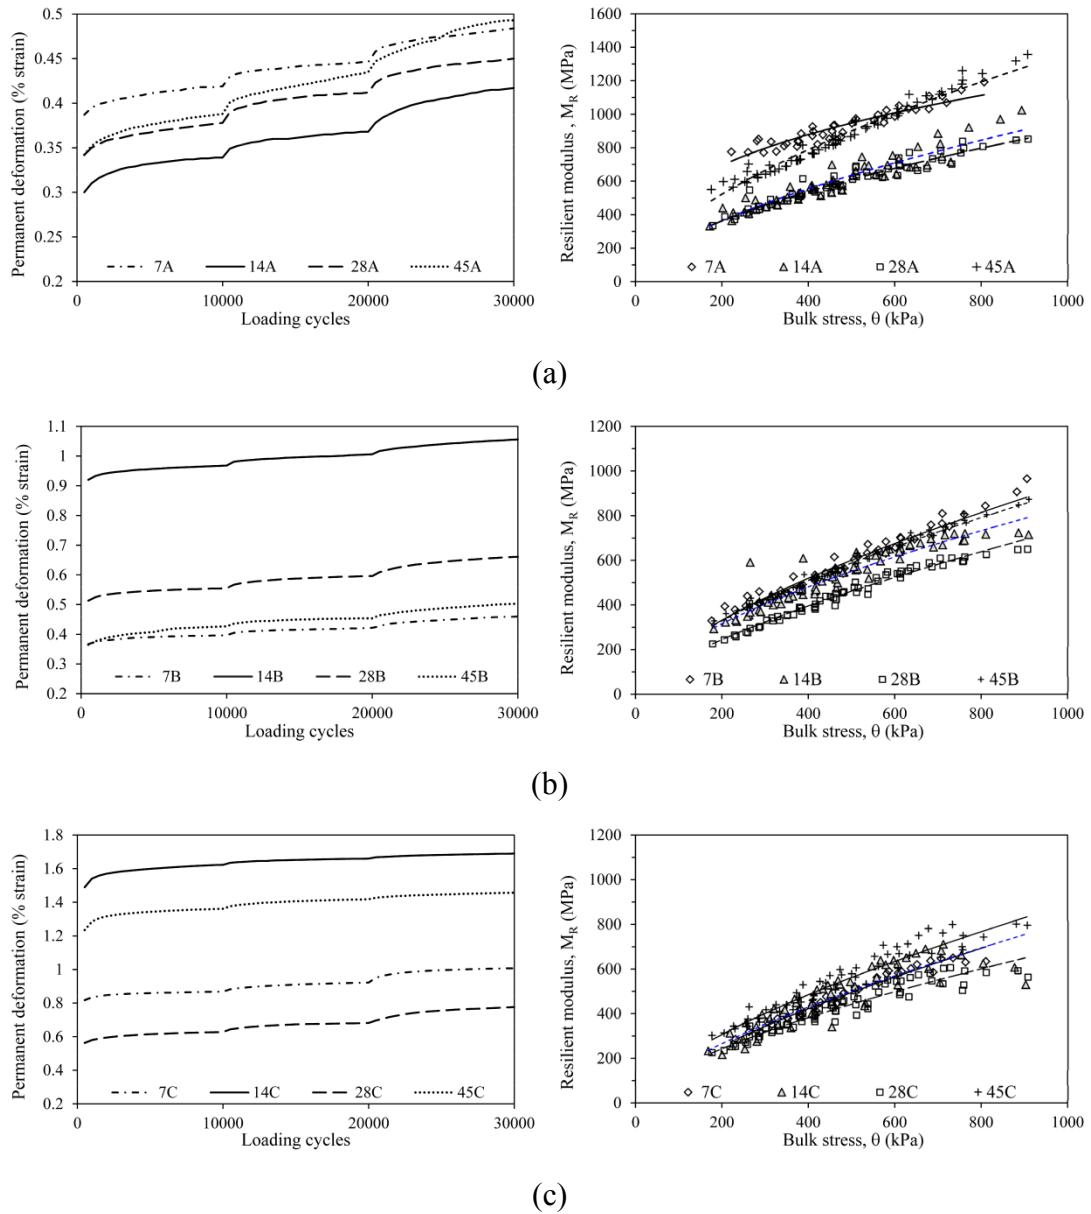 Permanent deformation (% strain)
0.5
0.45
0.4
0.35
0.3
0.25
0.2
7A 14A 28A 45A
0 10000 20000 30000
Loading cycles
Resilient modulus , MR (MPa)
1600
1400
1200
1000
800
600
400
200
0
7A 14A 28A 45A
0 200 400 600 800 1000
Bulk stress, θ (kPa)
(a)
Permanent deformation (% strain)
1.1
1
0.9
0.8
0.7
0.6
0.5
0.4
0.3
0.2
7B 14B 28B 45B
0 10000 20000 30000
Loading cycles
Resilient modulus, MR (MPa)
1200
1000
800
600
400
200
0
7B 14B 28B 45B
0 200 400 600 800 1000
Bulk stress, θ (kPa)
(b)
Permanent deformation (% strain)
1.8
1.6
1.4
1.2
1
0.8
0.6
0.4
0.2
7C 14C 28C 45C
0 10000 20000 30000
Loading cycles
Resilient modulus, MR (MPa)
1200
1000
800
600
400
200
0
7C 14C 28C 45C
0 200 400 600 800 1000
Bulk stress, θ (kPa)
(c)